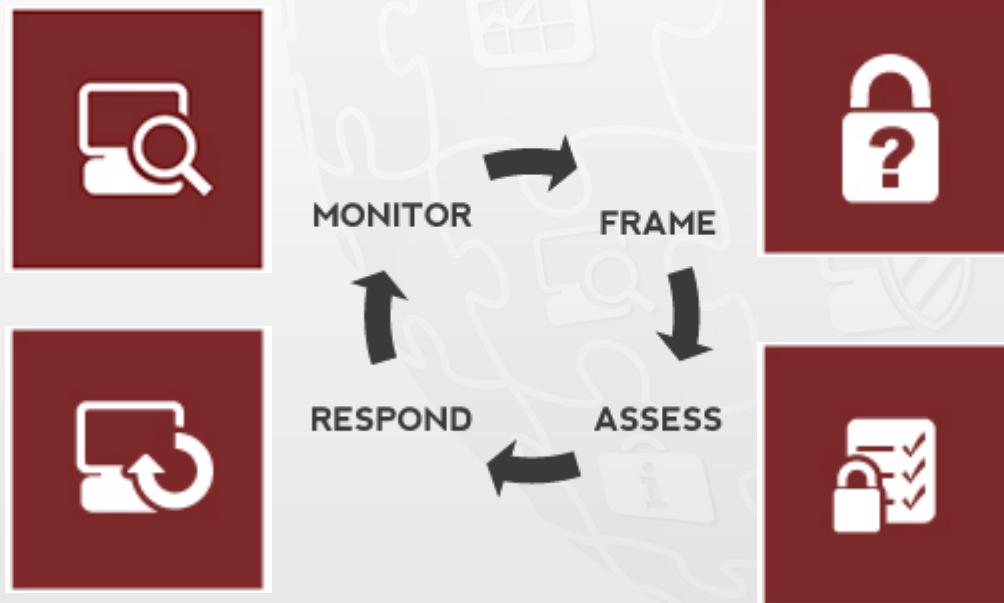 MONITOR
FRAME
RESPOND
ASSESS
?
i